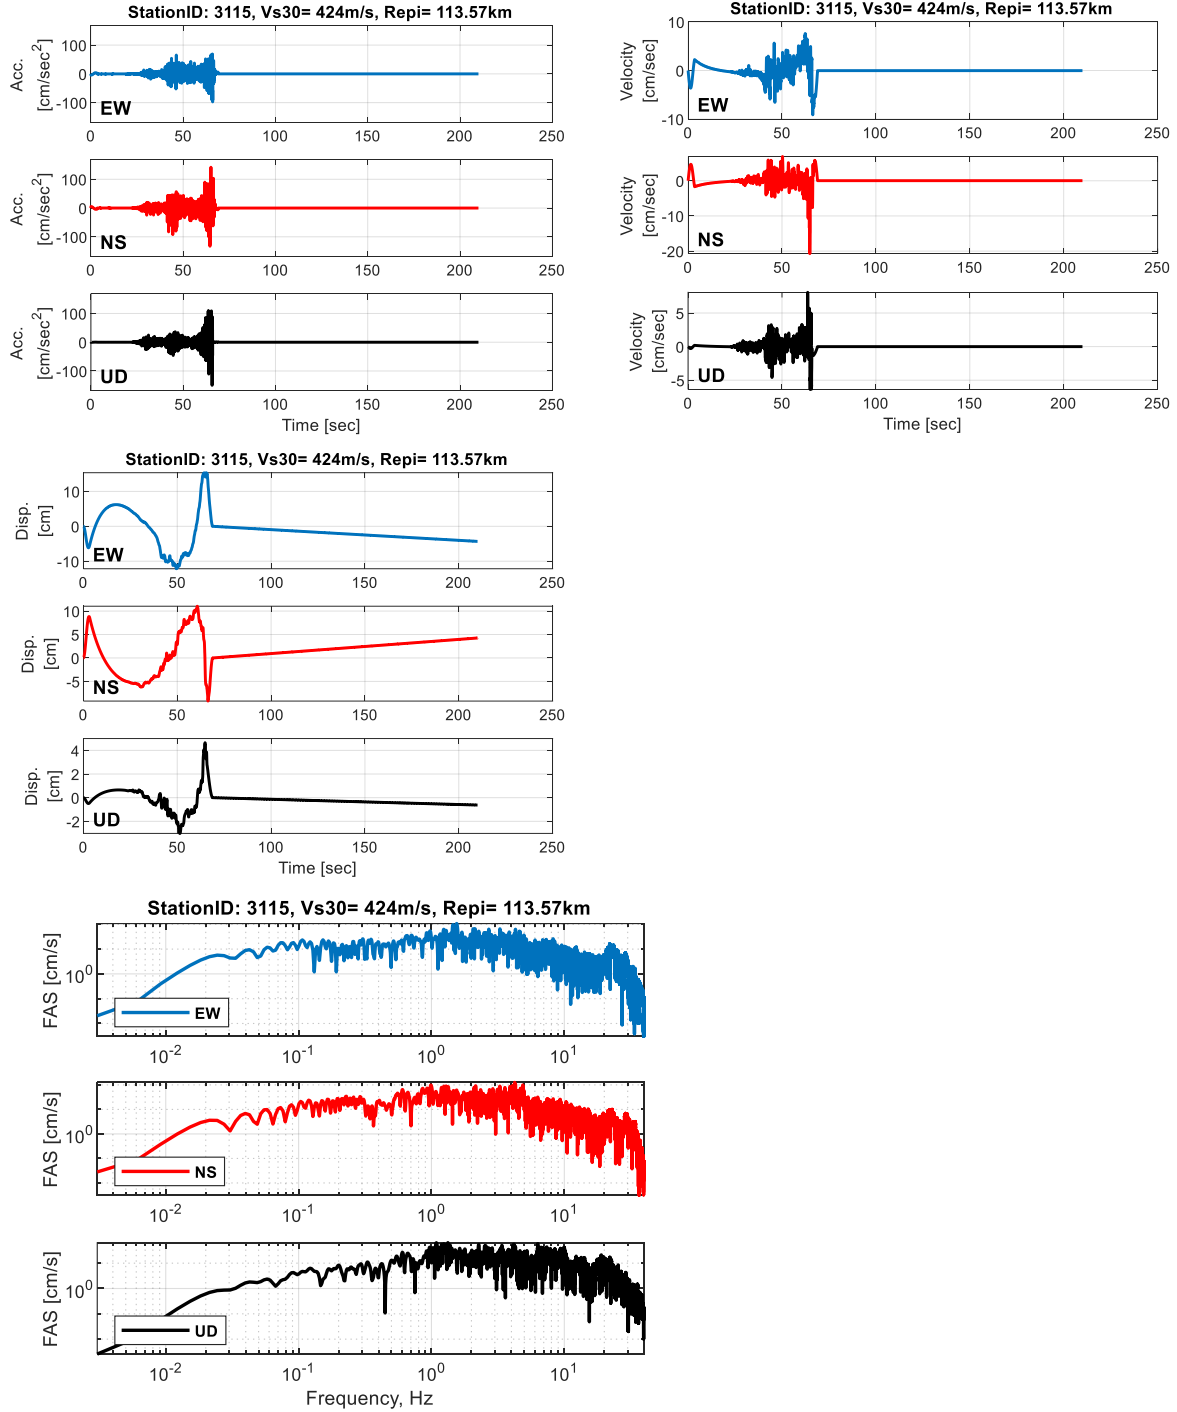 StationID: 3115, Vs30= 424m/s, Repi= 113.57km
Acc. [cm/sec²]
100
0
-100
EW
0 50 100 150 200 250
Acc. [cm/sec²]
100
0
-100
NS
0 50 100 150 200 250
Acc. [cm/sec²]
100
0
-100
UD
0 50 100 150 200 250
Time [sec]
StationID: 3115, Vs30= 424m/s, Repi= 113.57km
Velocity [cm/sec]
10
0
-10
EW
0 50 100 150 200 250
Velocity [cm/sec]
0
-10
-20
NS
0 50 100 150 200 250
Velocity [cm/sec]
5
0
-5
UD
0 50 100 150 200 250
Time [sec]
StationID: 3115, Vs30= 424m/s, Repi= 113.57km
Disp. [cm]
10
0
-10
EW
0 50 100 150 200 250
Disp. [cm]
10
5
0
-5
NS
0 50 100 150 200 250
Disp. [cm]
4
2
0
-2
UD
0 50 100 150 200 250
Time [sec]
StationID: 3115, Vs30= 424m/s, Repi= 113.57km
FAS [cm/s]
10⁰
EW
10⁻² 10⁻¹ 10⁰ 10¹
FAS [cm/s]
10⁰
NS
10⁻² 10⁻¹ 10⁰ 10¹
FAS [cm/s]
10⁰
UD
10⁻² 10⁻¹ 10⁰ 10¹
Frequency, Hz